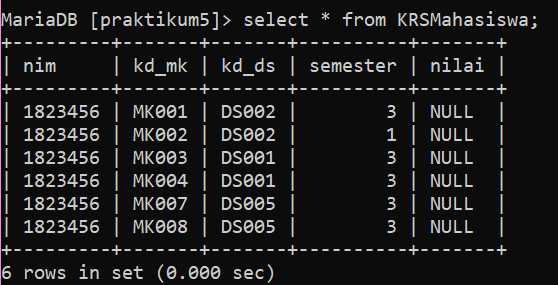 MariaDB [praktikum5]> select * from KRSMahasiswa;
+---------+-------+-------+----------+-------+
| nim     | kd_mk | kd_ds | semester | nilai |
+---------+-------+-------+----------+-------+
| 1823456 | MK001 | DS002 |        3 | NULL  |
| 1823456 | MK002 | DS002 |        1 | NULL  |
| 1823456 | MK003 | DS001 |        3 | NULL  |
| 1823456 | MK004 | DS001 |        3 | NULL  |
| 1823456 | MK007 | DS005 |        3 | NULL  |
| 1823456 | MK008 | DS005 |        3 | NULL  |
+---------+-------+-------+----------+-------+
6 rows in set (0.000 sec)